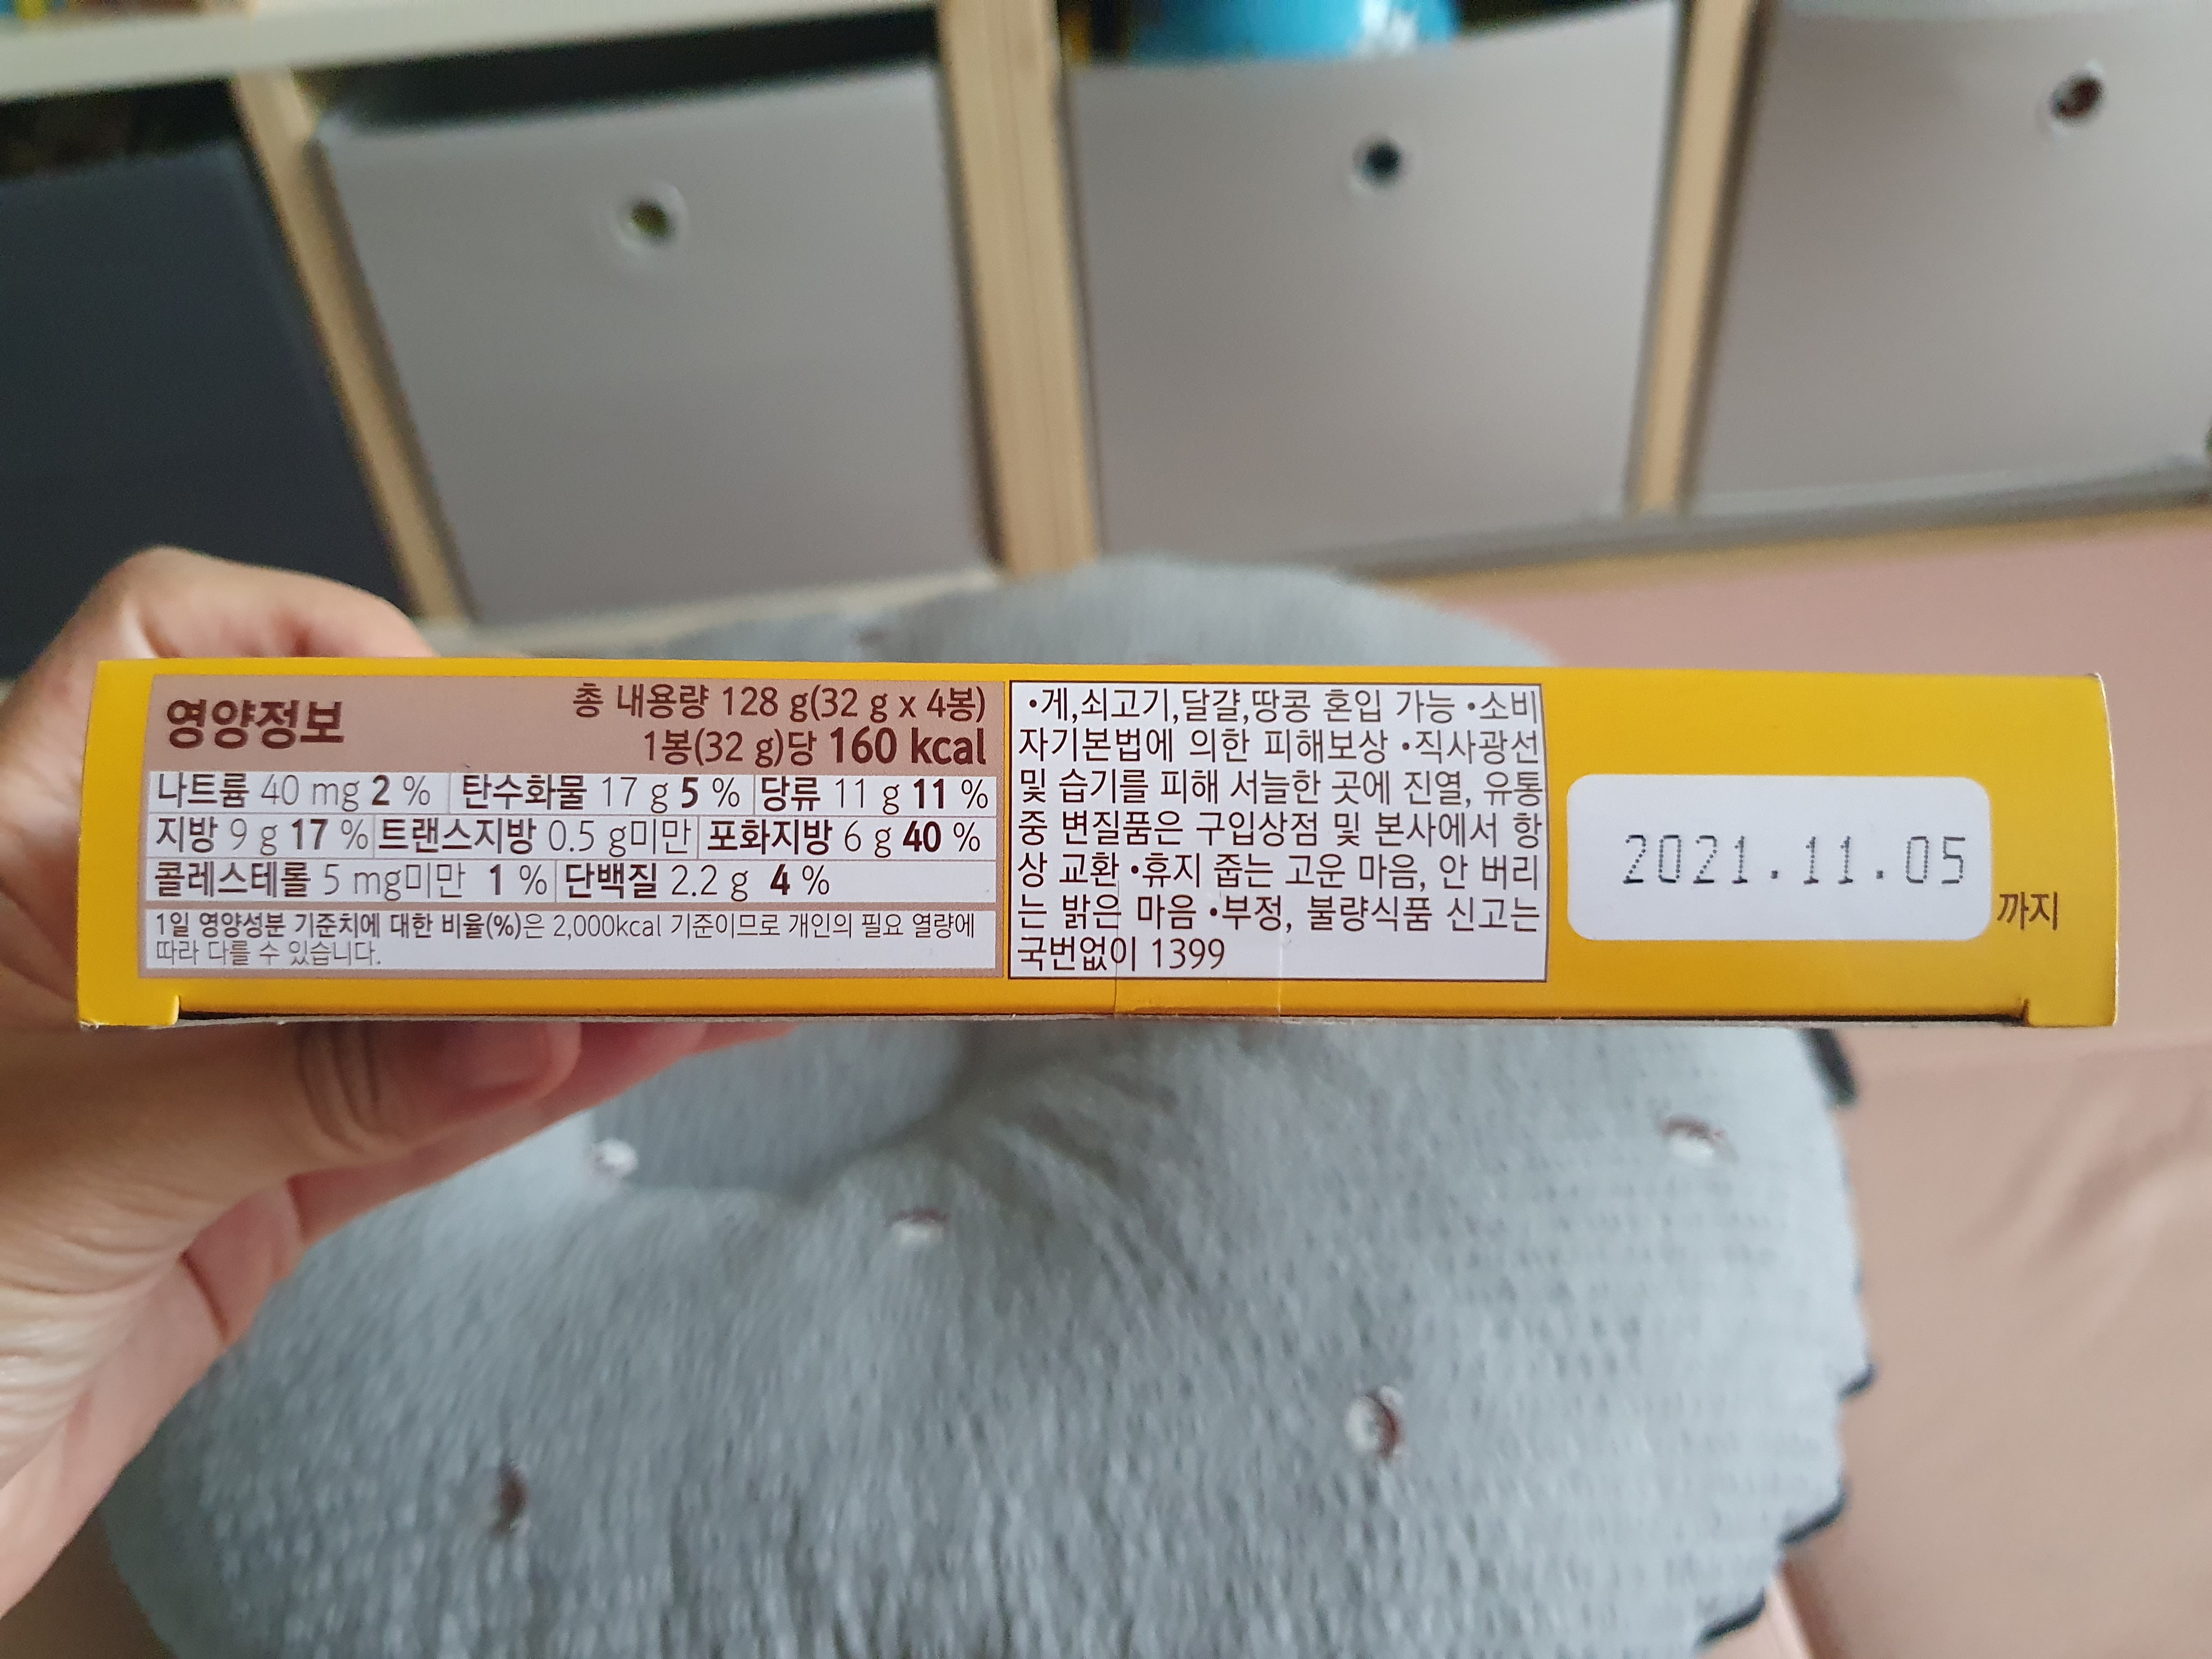 영양정보
총 내용량 128 g(32 g x 4봉)
1봉(32 g)당 160 kcal
나트륨 40 mg 2 % 탄수화물 17 g 5 % 당류 11 g 11 %
지방 9 g 17 % 트랜스지방 0.5 g미만 포화지방 6 g 40 %
콜레스테롤 5 mg미만 1 % 단백질 2.2 g 4 %
1일 영양성분 기준치에 대한 비율(%)은 2,000kcal 기준이므로 개인의 필요 열량에
따라 다를 수 있습니다.
•게,쇠고기,달걀,땅콩 혼입 가능 •소비
자기본법에 의한 피해보상 •직사광선
및 습기를 피해 서늘한 곳에 진열, 유통
중 변질품은 구입상점 및 본사에서 항
상 교환 •휴지 줍는 고운 마음, 안 버리
는 밝은 마음 •부정, 불량식품 신고는
국번없이 1399
2021.11.05
까지